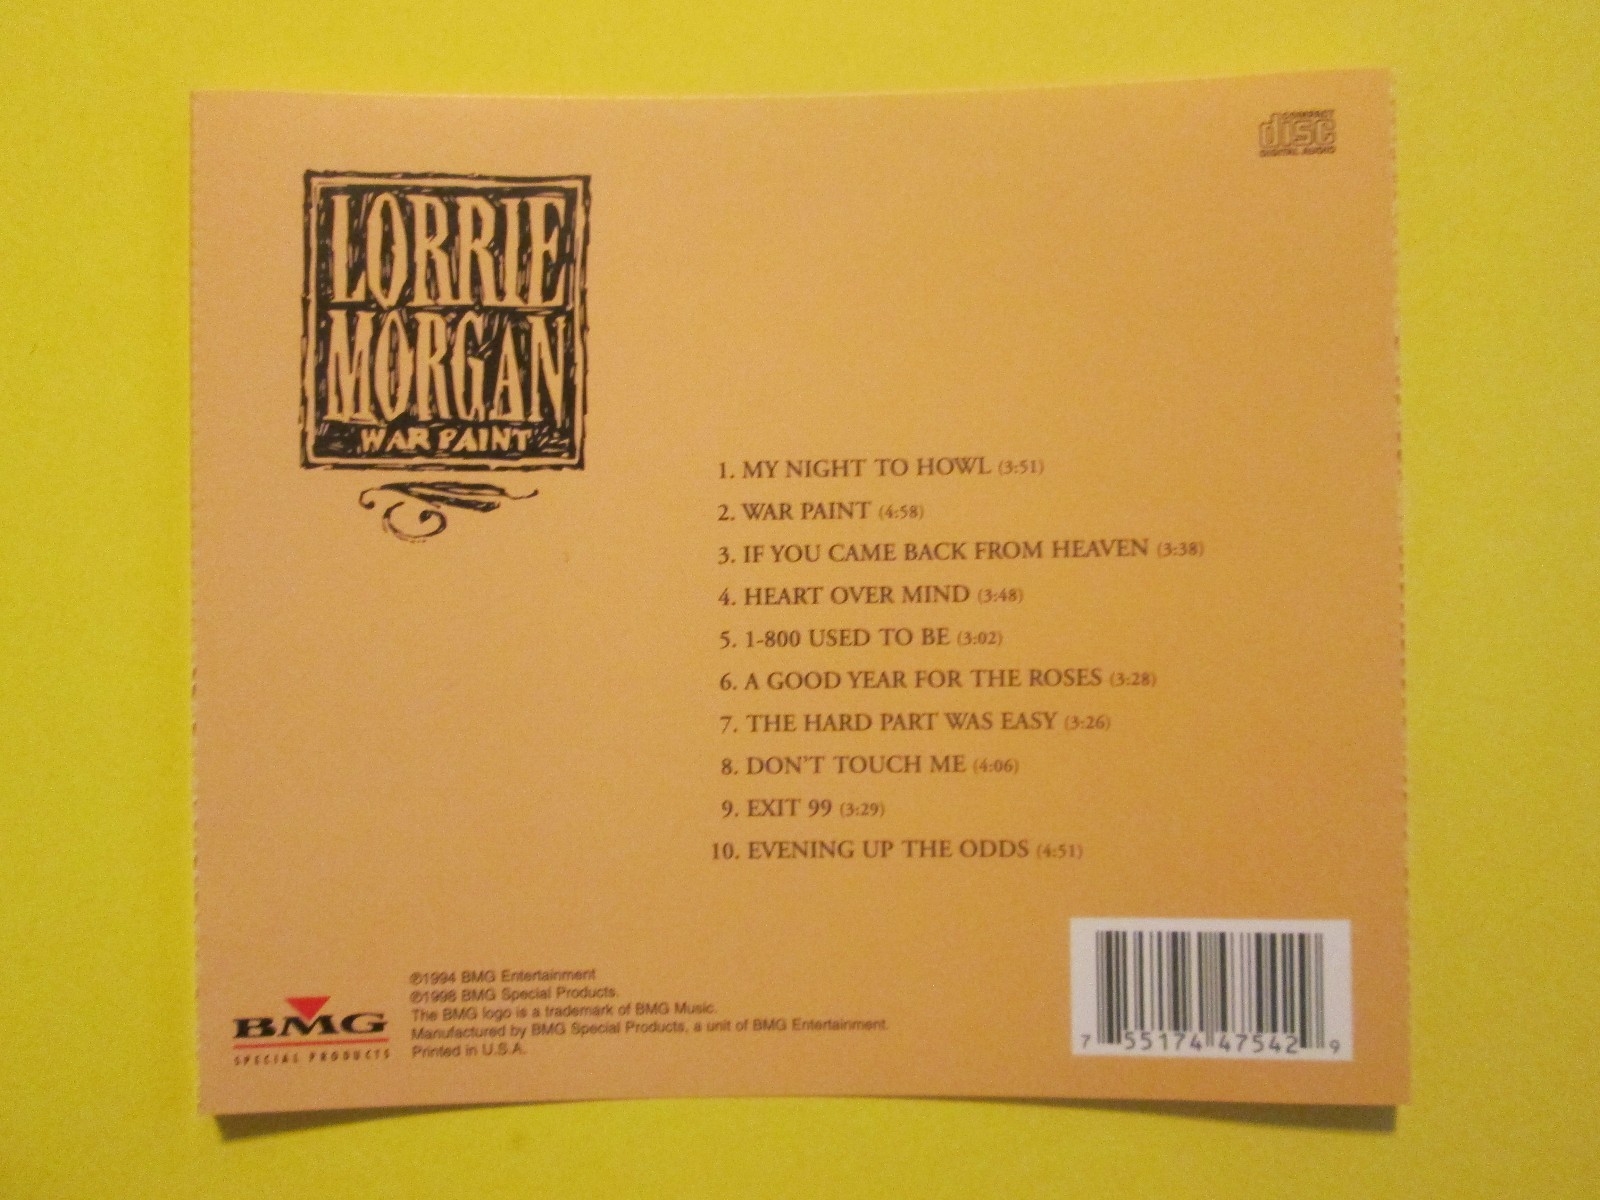 COMPACT
disc
DIGITAL AUDIO
LORRIE
MORGAN
WAR PAINT
1. MY NIGHT TO HOWL (3:51)
2. WAR PAINT (4:58)
3. IF YOU CAME BACK FROM HEAVEN (3:38)
4. HEART OVER MIND (3:48)
5. 1-800 USED TO BE (3:02)
6. A GOOD YEAR FOR THE ROSES (3:28)
7. THE HARD PART WAS EASY (3:26)
8. DON'T TOUCH ME (4:06)
9. EXIT 99 (3:29)
10. EVENING UP THE ODDS (4:51)
BMG
SPECIAL PRODUCTS
℗1994 BMG Entertainment
℗1998 BMG Special Products.
The BMG logo is a trademark of BMG Music.
Manufactured by BMG Special Products, a unit of BMG Entertainment.
Printed in U.S.A.
7 55174 47542 9